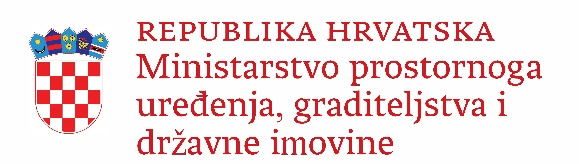 REPUBLIKA HRVATSKA
Ministarstvo prostornoga
uređenja, graditeljstva i
državne imovine